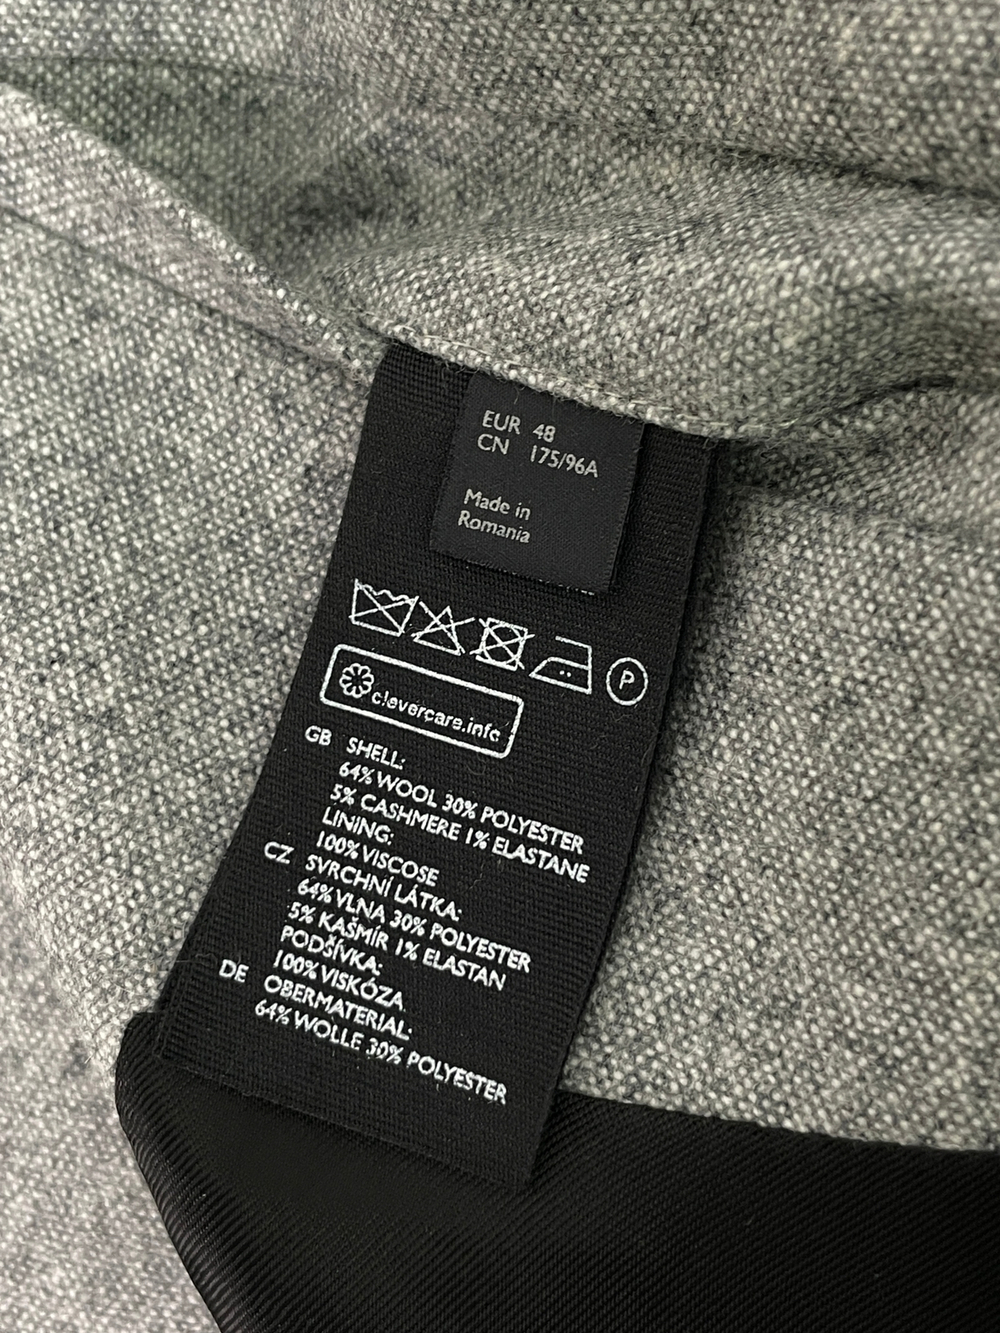 EUR 48
CN 175/96A
Made in
Romania
P
clevercare.info
GB SHELL:
64% WOOL 30% POLYESTER
5% CASHMERE 1% ELASTANE
LINING:
100% VISCOSE
CZ SVRCHNÍ LÁTKA:
64% VLNA 30% POLYESTER
5% KAŠMÍR 1% ELASTAN
PODŠÍVKA:
100% VISKÓZA
DE OBERMATERIAL:
64% WOLLE 30% POLYESTER